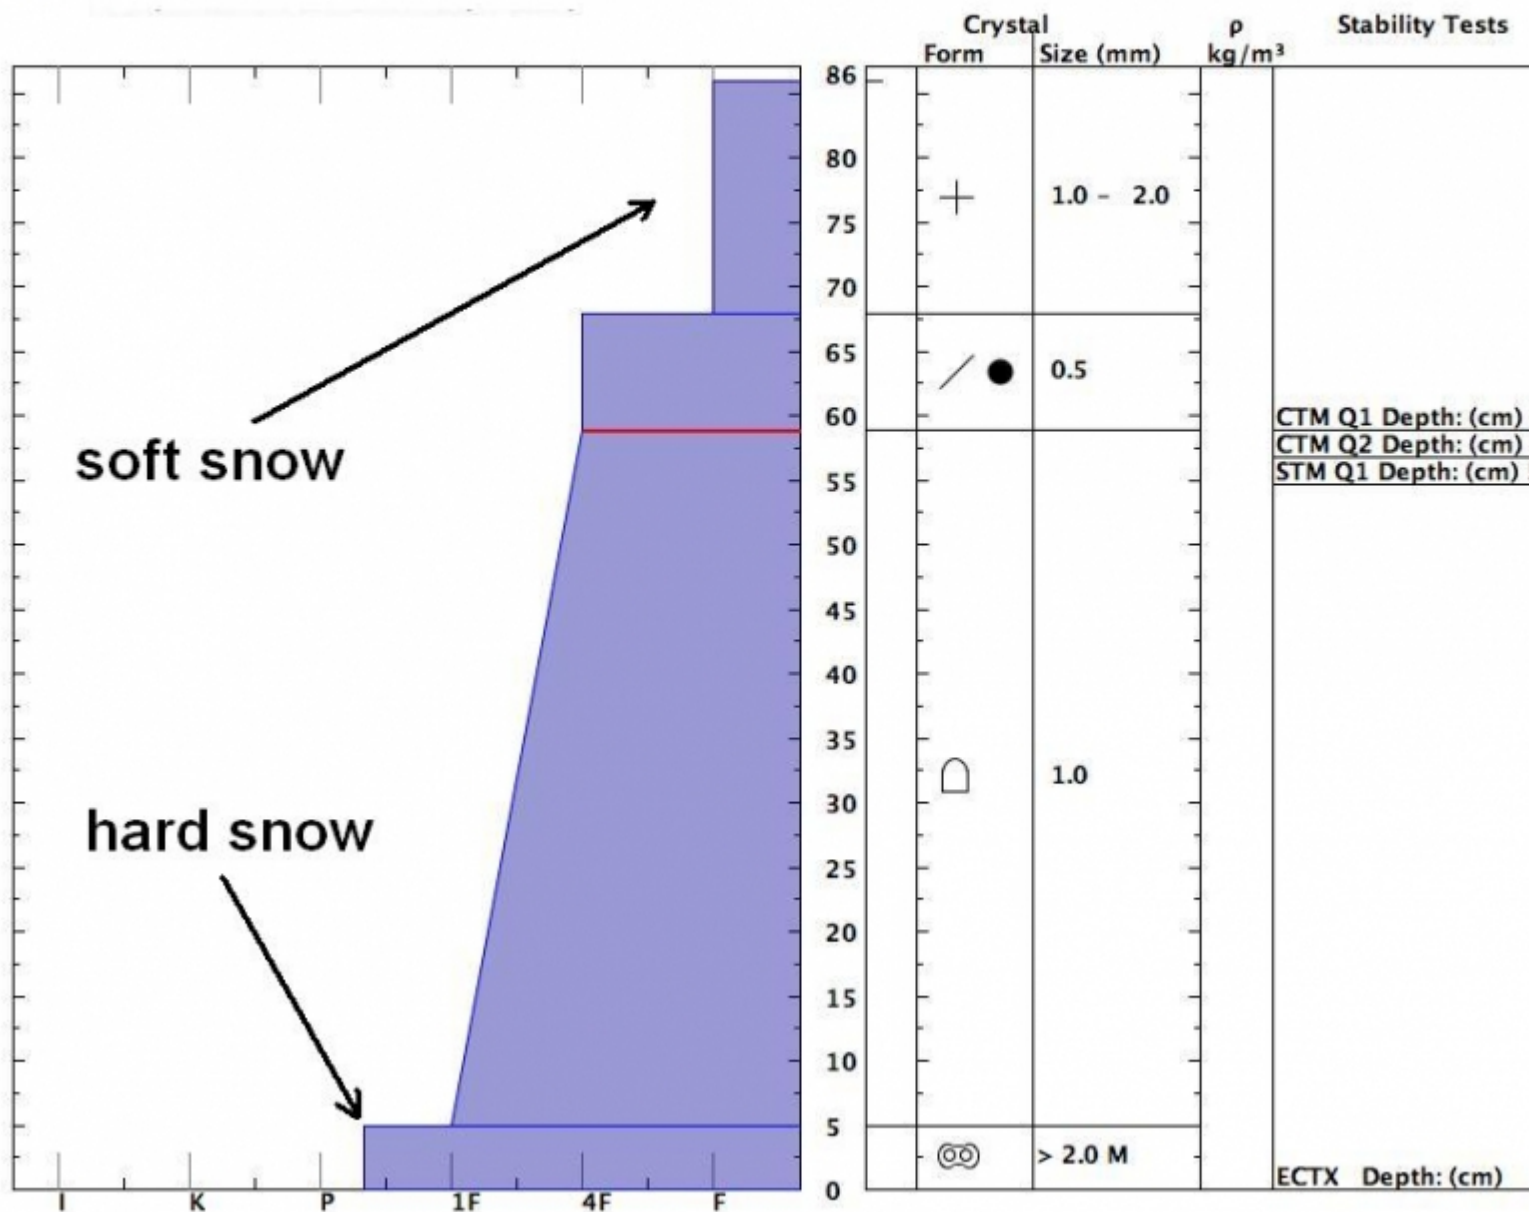 Crystal
Form
Size (mm)
ρ
kg/m³
Stability Tests
86
80
75
70
65
60
55
50
45
40
35
30
25
20
15
10
5
0
soft snow
hard snow
1.0 - 2.0
0.5
1.0
> 2.0 M
CTM Q1 Depth: (cm)
CTM Q2 Depth: (cm)
STM Q1 Depth: (cm)
ECTX Depth: (cm)
I K P 1F 4F F